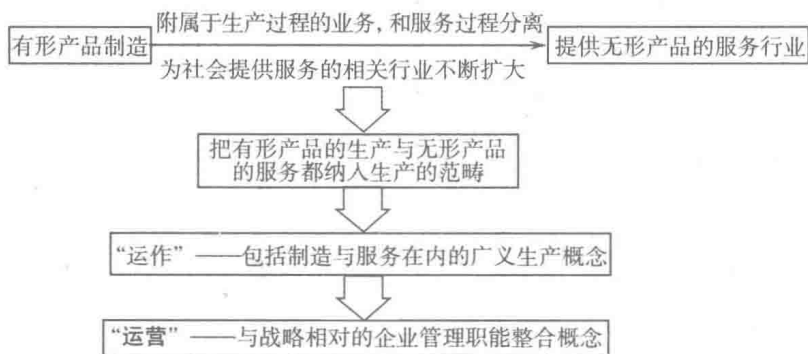 附属于生产过程的业务,和服务过程分离
有形产品制造
提供无形产品的服务行业
为社会提供服务的相关行业不断扩大
把有形产品的生产与无形产品
的服务都纳入生产的范畴
“运作”——包括制造与服务在内的广义生产概念
“运营”——与战略相对的企业管理职能整合概念